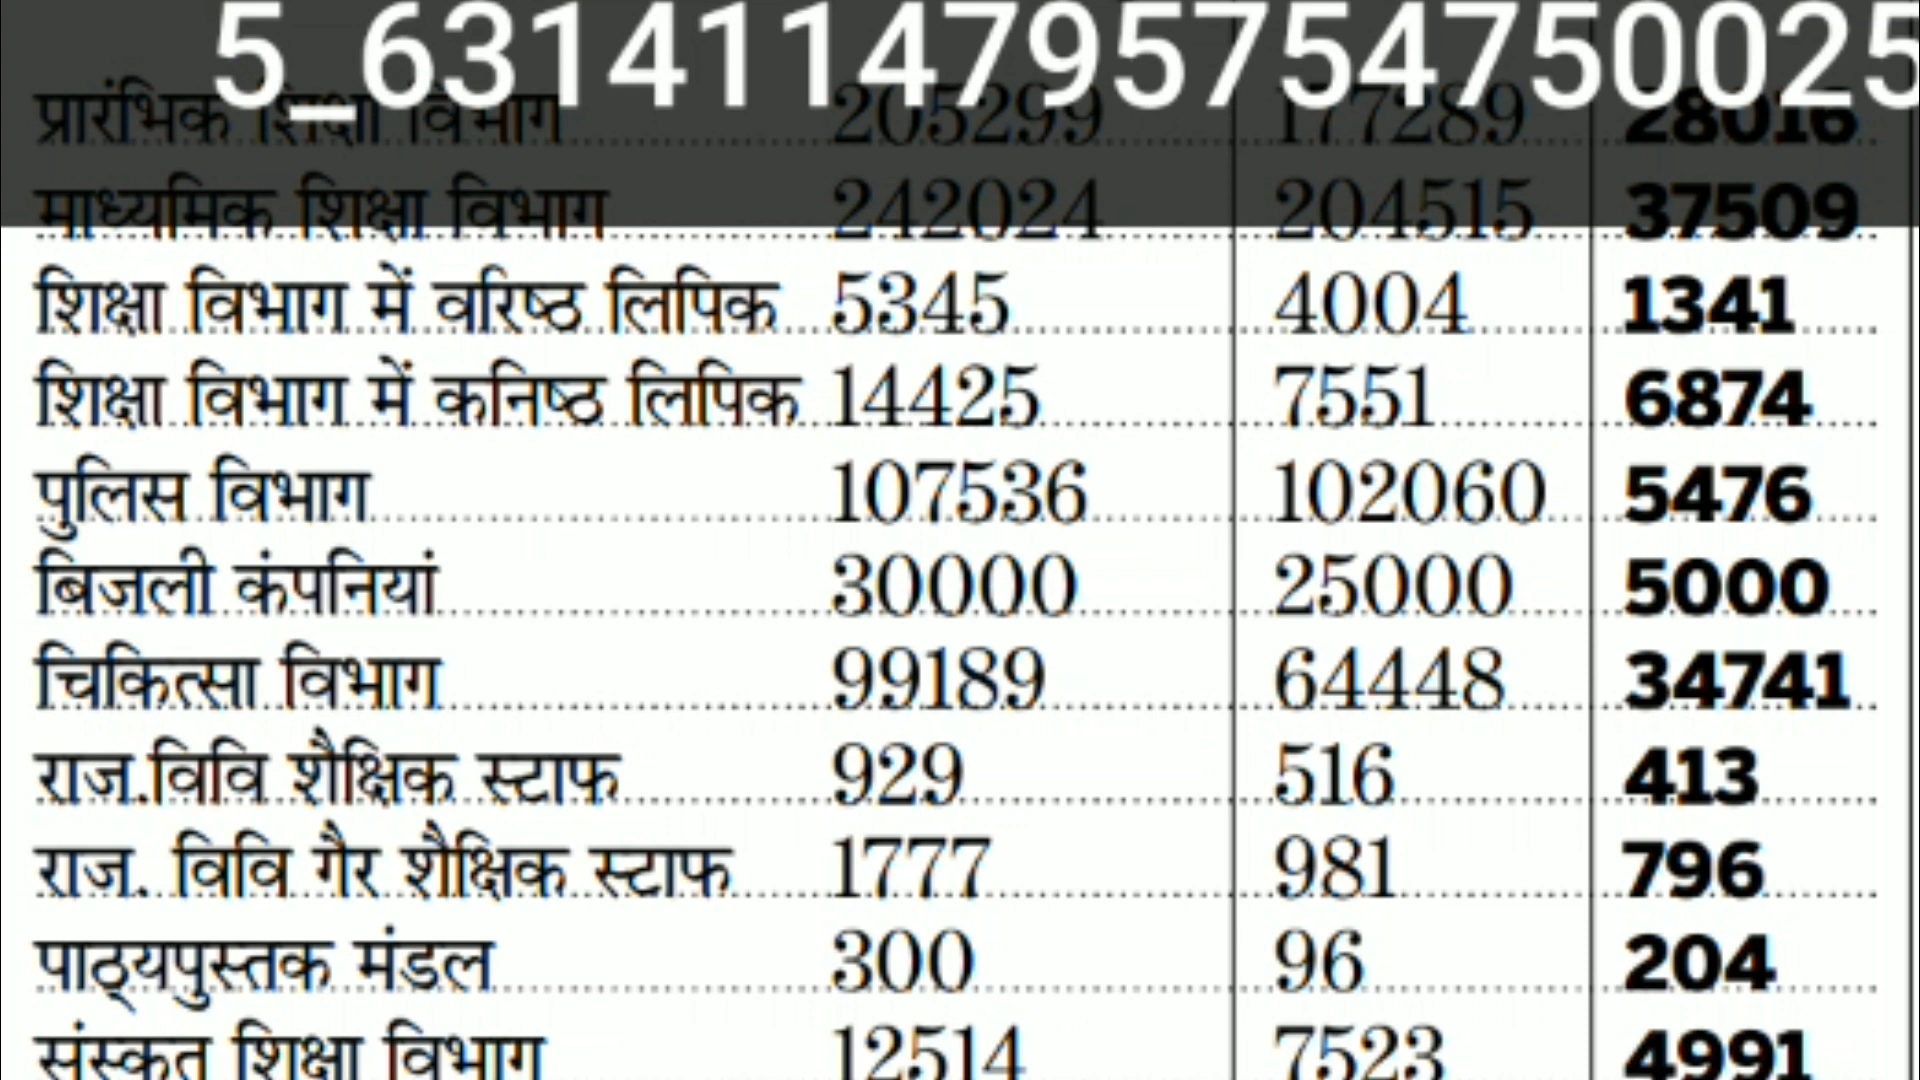 5_6314114795754750025
प्रारंभिक शिक्षा विभाग 205299 177289 28016
माध्यमिक शिक्षा विभाग 242024 204515 37509
शिक्षा विभाग में वरिष्ठ लिपिक 5345 4004 1341
शिक्षा विभाग में कनिष्ठ लिपिक 14425 7551 6874
पुलिस विभाग 107536 102060 5476
बिजली कंपनियां 30000 25000 5000
चिकित्सा विभाग 99189 64448 34741
राज.विवि शैक्षिक स्टाफ 929 516 413
राज. विवि गैर शैक्षिक स्टाफ 1777 981 796
पाठ्यपुस्तक मंडल 300 96 204
संस्कृत शिक्षा विभाग 12514 7523 4991